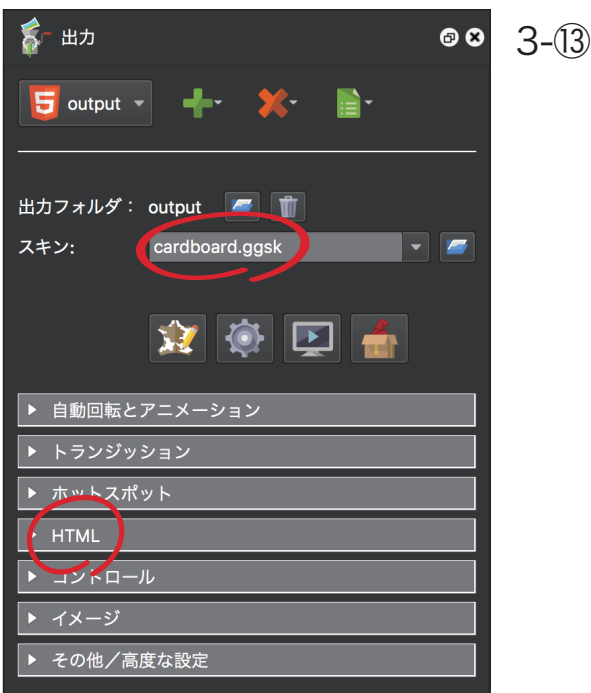 出力
3-⑬
output
出力フォルダ： output
スキン: cardboard.ggsk
自動回転とアニメーション
トランジッション
ホットスポット
HTML
コントロール
イメージ
その他／高度な設定